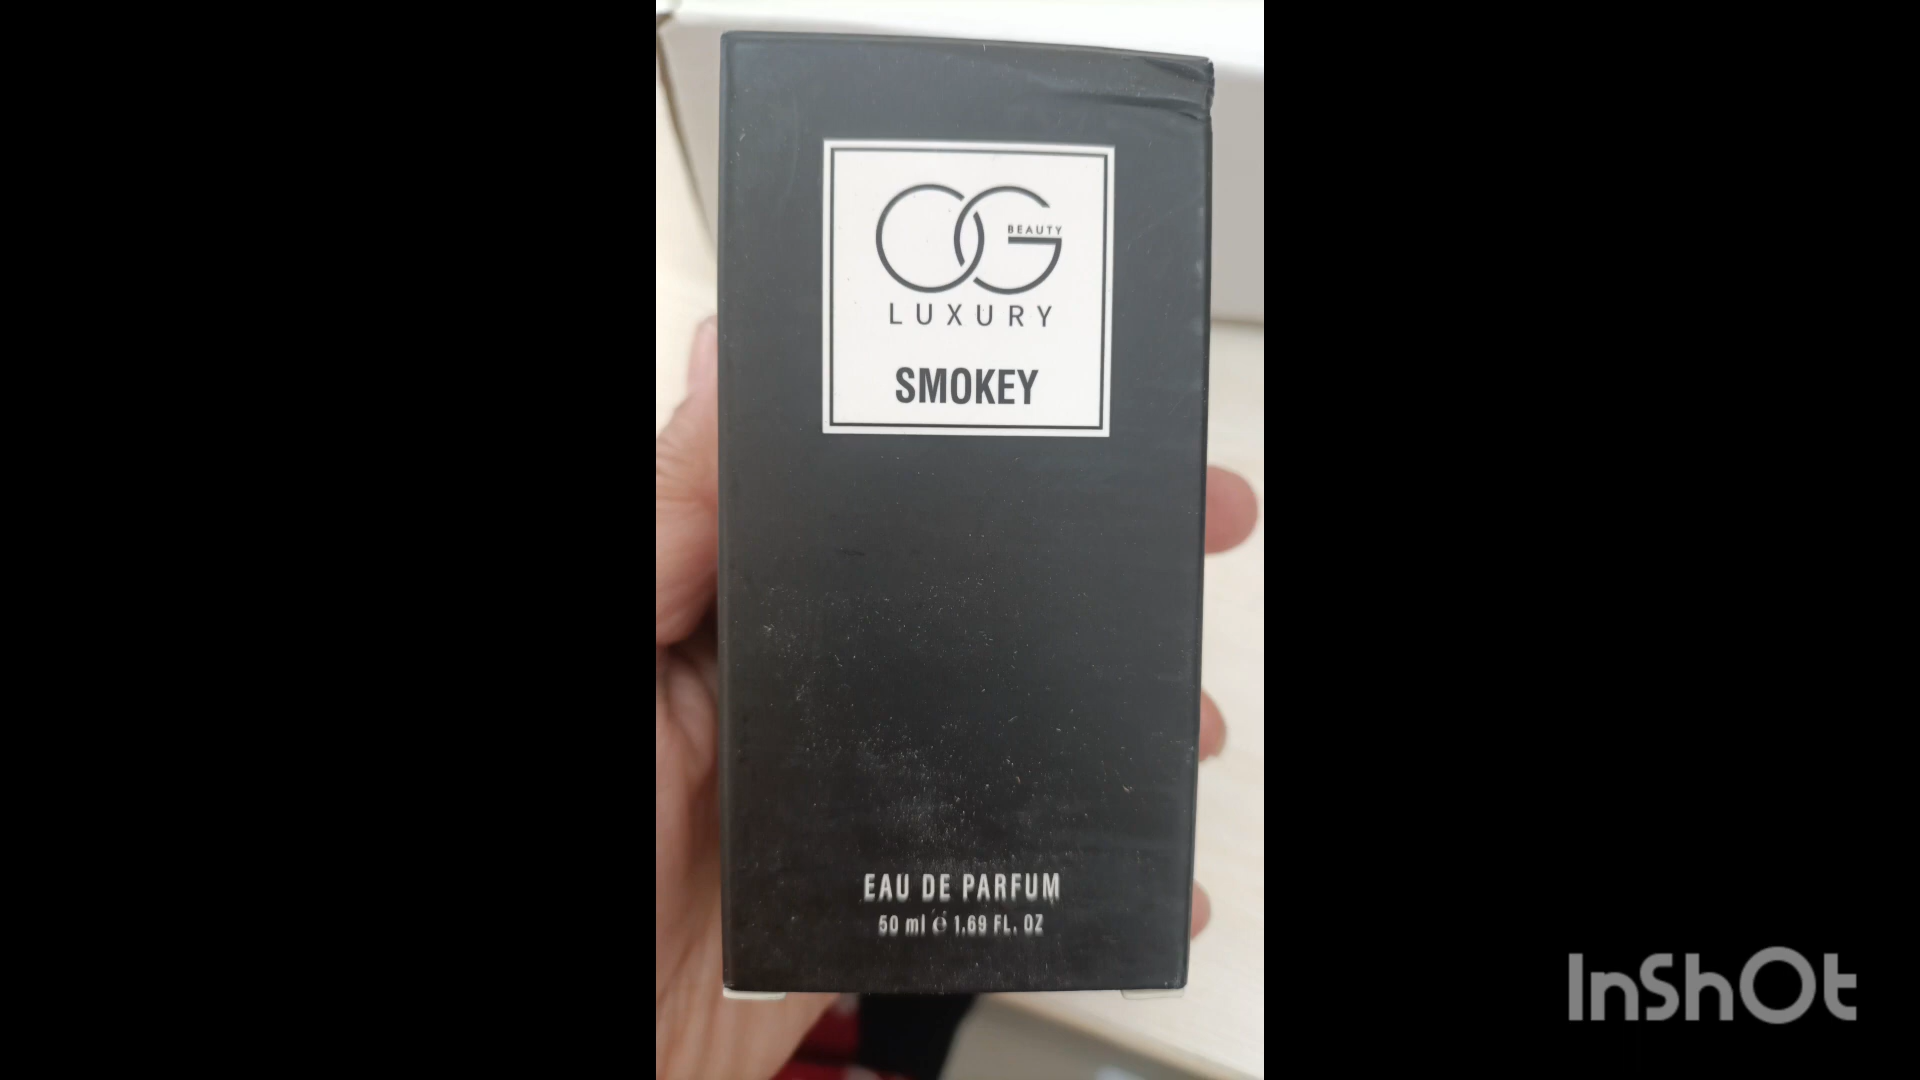 OG
BEAUTY
LUXURY
SMOKEY
EAU DE PARFUM
50 ml ℮ 1.69 FL. OZ
InShOt